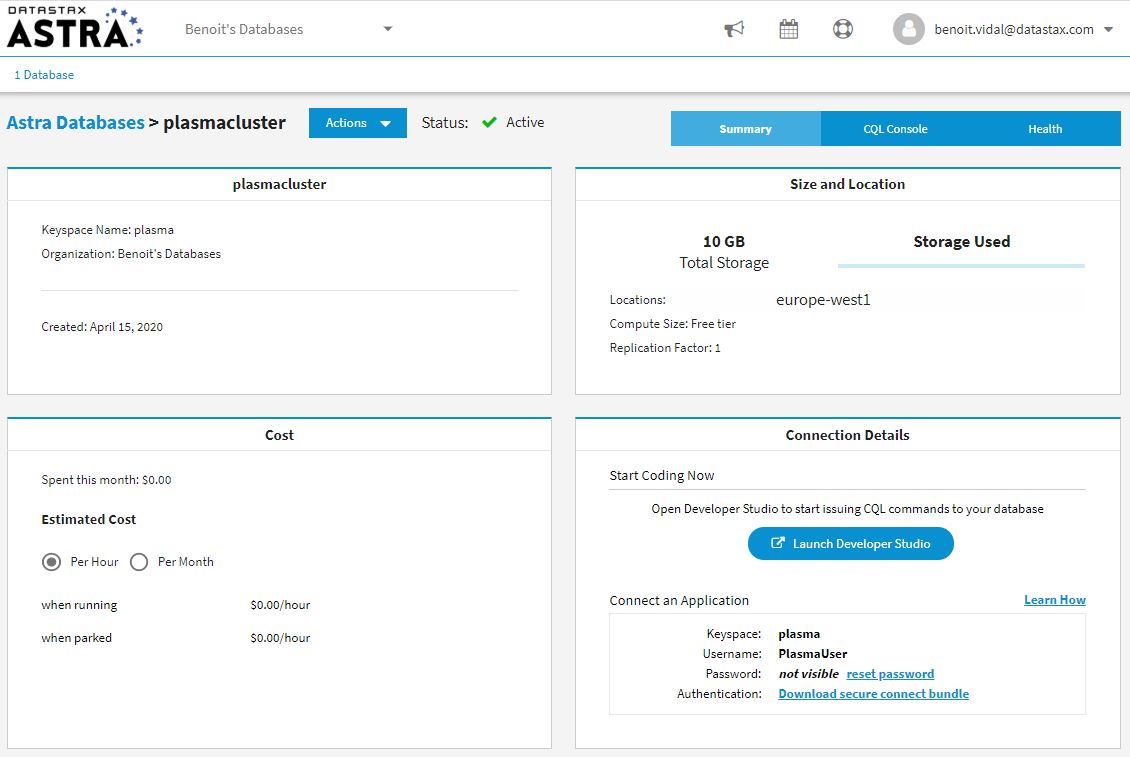 DATASTAX
ASTRA
Benoit's Databases
benoit.vidal@datastax.com
1 Database
Astra Databases > plasmacluster
Actions
Status: Active
Summary
CQL Console
Health
plasmacluster
Keyspace Name: plasma
Organization: Benoit's Databases
Created: April 15, 2020
Size and Location
10 GB
Total Storage
Storage Used
Locations: europe-west1
Compute Size: Free tier
Replication Factor: 1
Cost
Spent this month: $0.00
Estimated Cost
Per Hour Per Month
when running $0.00/hour
when parked $0.00/hour
Connection Details
Start Coding Now
Open Developer Studio to start issuing CQL commands to your database
Launch Developer Studio
Connect an Application Learn How
Keyspace: plasma
Username: PlasmaUser
Password: not visible reset password
Authentication: Download secure connect bundle